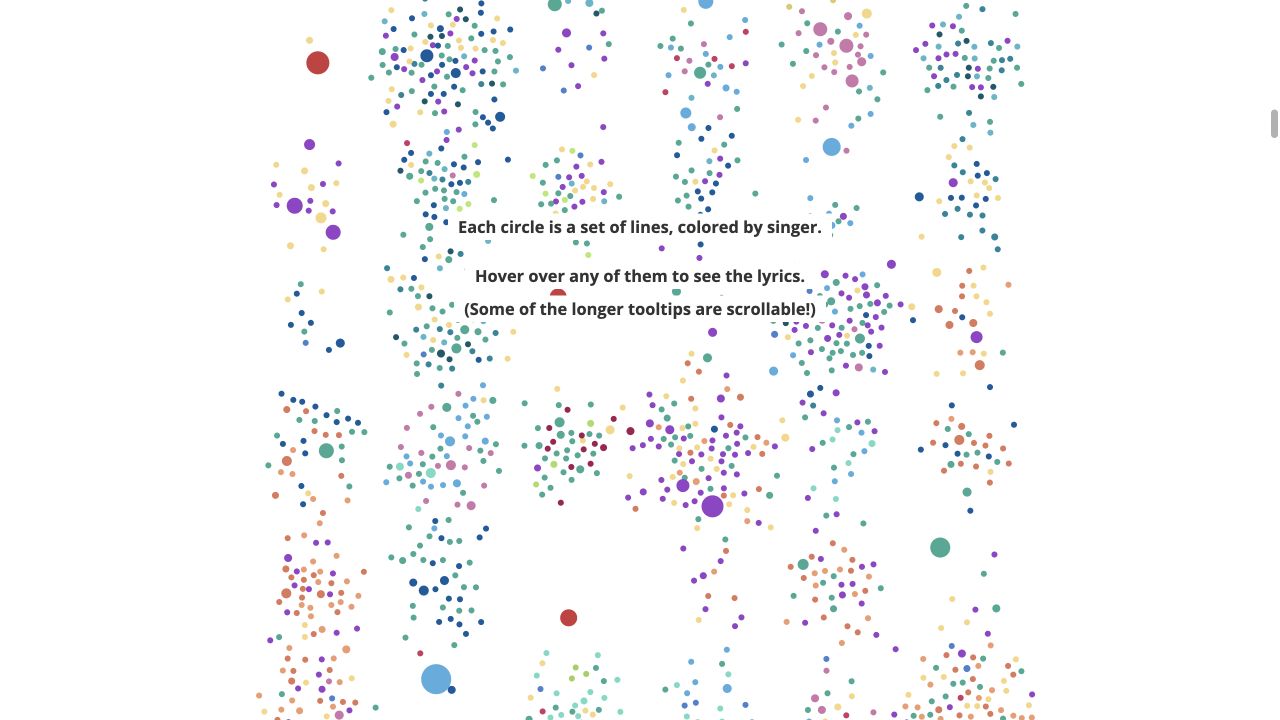 Each circle is a set of lines, colored by singer.
Hover over any of them to see the lyrics.
(Some of the longer tooltips are scrollable!)